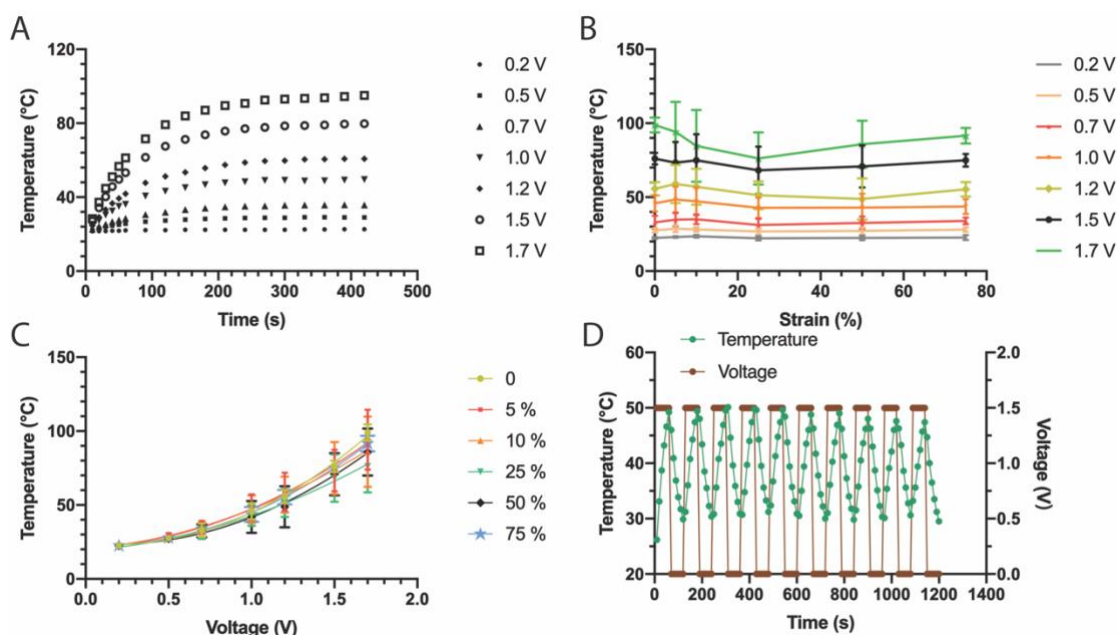 A
120
80
40
0
Temperature (°C)
0 100 200 300 400 500
Time (s)
0.2 V
0.5 V
0.7 V
1.0 V
1.2 V
1.5 V
1.7 V
B
150
100
50
0
Temperature (°C)
0 20 40 60 80
Strain (%)
0.2 V
0.5 V
0.7 V
1.0 V
1.2 V
1.5 V
1.7 V
C
150
100
50
0
Temperature (°C)
0.0 0.5 1.0 1.5 2.0
Voltage (V)
0
5 %
10 %
25 %
50 %
75 %
D
Temperature
Voltage
60
50
40
30
20
Temperature (°C)
2.0
1.5
1.0
0.5
0.0
Voltage (V)
0 200 400 600 800 1000 1200 1400
Time (s)